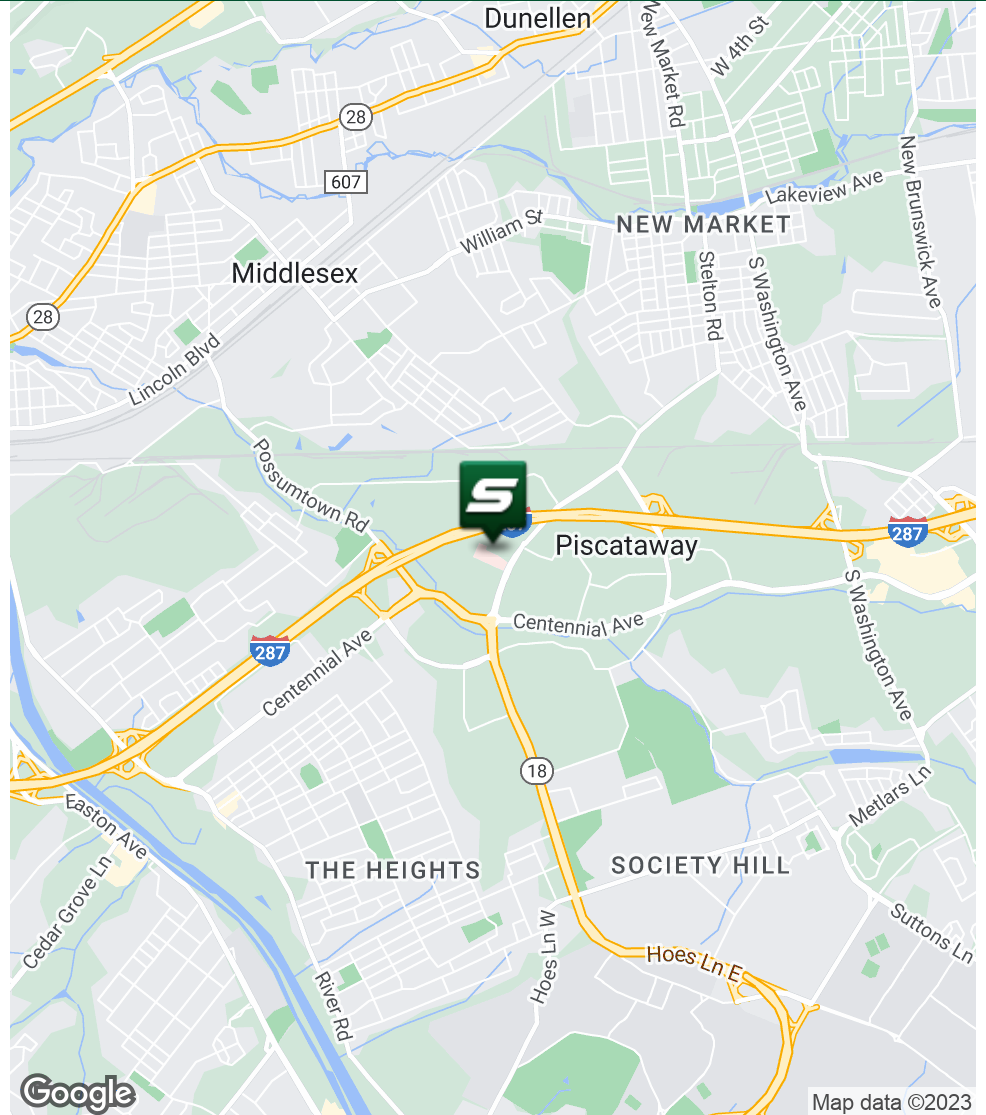 Dunellen
New Market Rd
W 4th St
28
607
Lakeview Ave
New Brunswick Ave
William St
NEW MARKET
Middlesex
Stelton Rd
S Washington Ave
28
Lincoln Blvd
Possumtown Rd
S
287
Piscataway
287
S Washington Ave
Centennial Ave
Centennial Ave
287
18
Metlars Ln
Easton Ave
THE HEIGHTS
SOCIETY HILL
Cedar Grove Ln
Suttons Ln
Hoes Ln W
Hoes Ln E
River Rd
Google
Map data ©2023